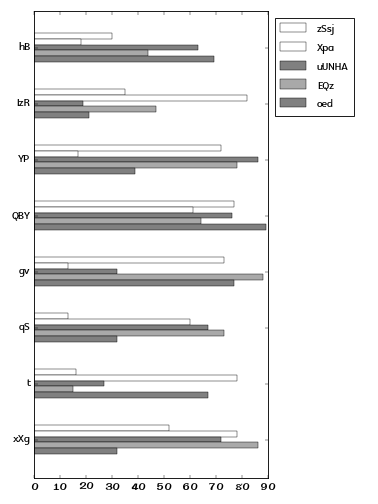 zSsj
Xpa
uUNHA
EQz
oed
hB
IzR
YP
QBY
gv
qS
t
xXg
0 10 20 30 40 50 60 70 80 90